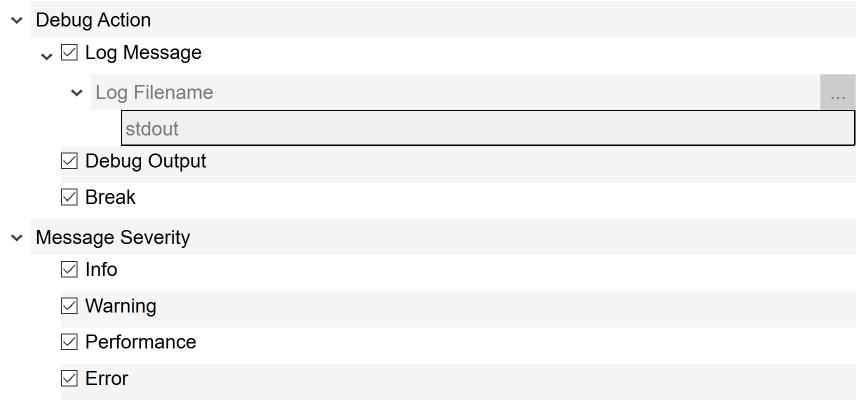 Debug Action
Log Message
Log Filename
...
stdout
Debug Output
Break
Message Severity
Info
Warning
Performance
Error